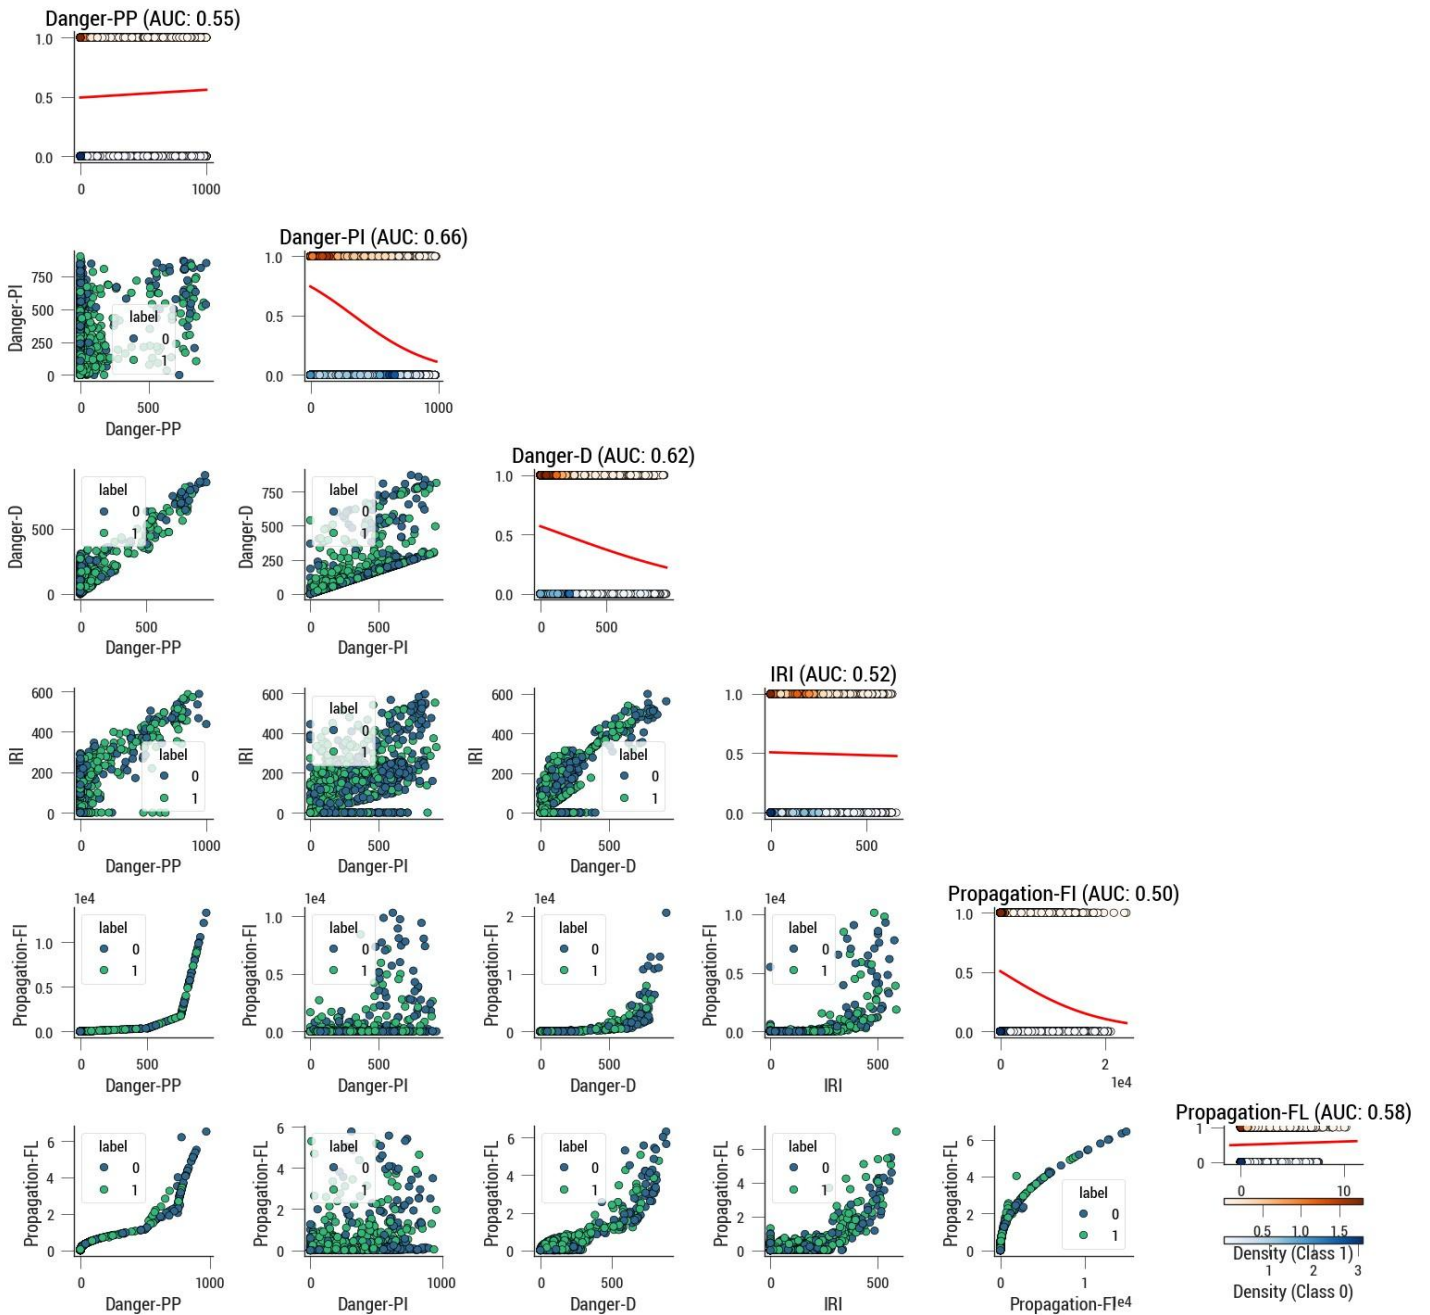 Danger-PP (AUC: 0.55)
1.0
0.5
0.0
0 1000
Danger-PI (AUC: 0.66)
Danger-PI
750
500
250
0
label
0
1
0 500
Danger-PP
1.0
0.5
0.0
0 1000
Danger-D (AUC: 0.62)
Danger-D
500
0
label
0
1
0 500
Danger-PP
Danger-D
750
500
250
0
label
0
1
0 500
Danger-PI
1.0
0.5
0.0
0 500
IRI (AUC: 0.52)
IRI
600
400
200
0
label
0
1
0 1000
Danger-PP
IRI
600
400
200
0
label
0
1
0 500
Danger-PI
IRI
600
400
200
0
label
0
1
0 500
Danger-D
1.0
0.5
0.0
0 500
Propagation-FI (AUC: 0.50)
1e4
Propagation-FI
1.0
0.5
0.0
label
0
1
0 500
Danger-PP
1e4
Propagation-FI
1.0
0.5
0.0
label
0
1
0 500
Danger-PI
1e4
Propagation-FI
2
1
0
label
0
1
0 500
Danger-D
1e4
Propagation-FI
1.0
0.5
0.0
label
0
1
0 500
IRI
1.0
0.5
0.0
0 2
1e4
Propagation-FL (AUC: 0.58)
Propagation-FL
6
4
2
0
label
0
1
0 1000
Danger-PP
Propagation-FL
6
4
2
0
label
0
1
0 500 1000
Danger-PI
Propagation-FL
6
4
2
0
label
0
1
0 500
Danger-D
Propagation-FL
6
4
2
0
label
0
1
0 500
IRI
Propagation-FL
6
4
2
0
label
0
1
0 1
Propagation-FI 1e4
1
0
0 10
0.5 1.0 1.5
Density (Class 1)
1 2 3
Density (Class 0)